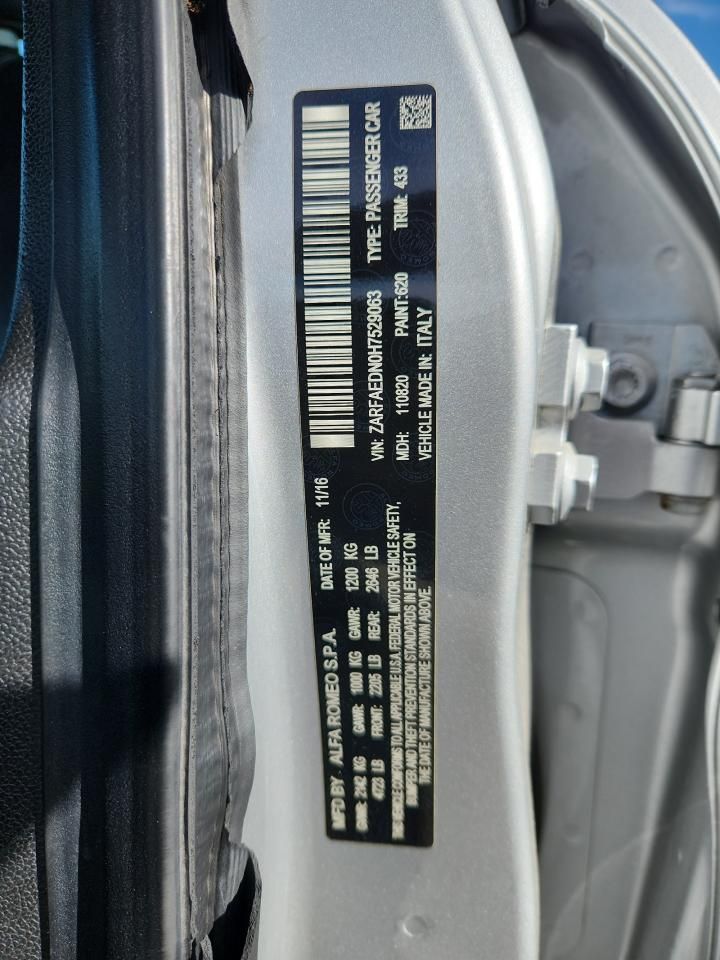 MFD BY ALFA ROMEO S.P.A. DATE OF MFR: 11/16
GVWR: 2142 KG GAWR: 1000 KG GAWR: 1200 KG
4723 LB FRONT: 2205 LB REAR: 2646 LB
THIS VEHICLE CONFORMS TO ALL APPLICABLE U.S.A. FEDERAL MOTOR VEHICLE SAFETY,
BUMPER, AND THEFT PREVENTION STANDARDS IN EFFECT ON
THE DATE OF MANUFACTURE SHOWN ABOVE.
VIN: ZARFAEDN0H7529063 TYPE: PASSENGER CAR
MDH: 110820 PAINT: 620 TRIM: 433
VEHICLE MADE IN: ITALY